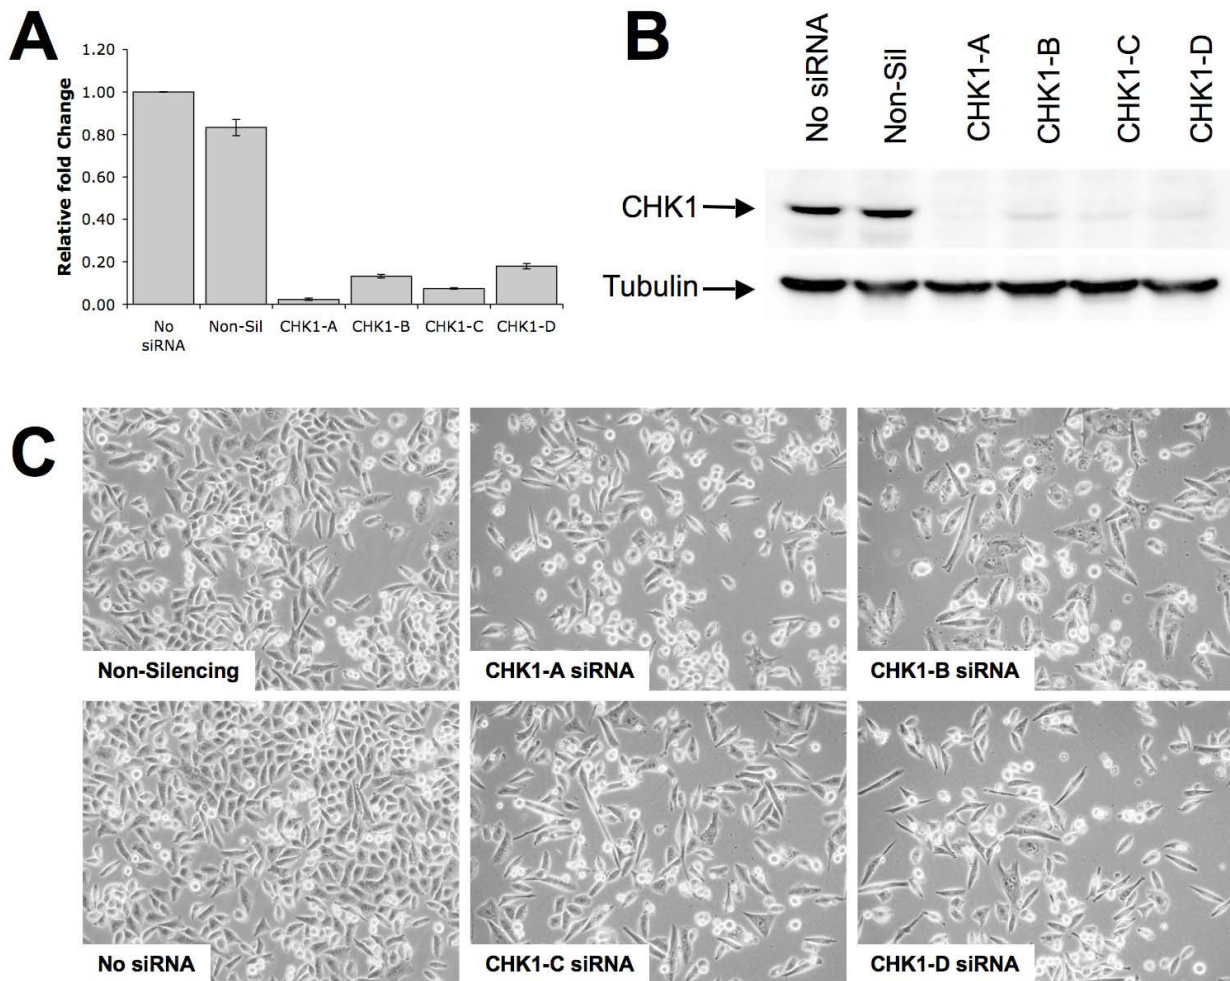 A
1.20
1.00
0.80
0.60
0.40
0.20
0.00
Relative fold Change
No
siRNA
Non-Sil
CHK1-A
CHK1-B
CHK1-C
CHK1-D
B
No siRNA
Non-Sil
CHK1-A
CHK1-B
CHK1-C
CHK1-D
CHK1
Tubulin
C
Non-Silencing
CHK1-A siRNA
CHK1-B siRNA
No siRNA
CHK1-C siRNA
CHK1-D siRNA